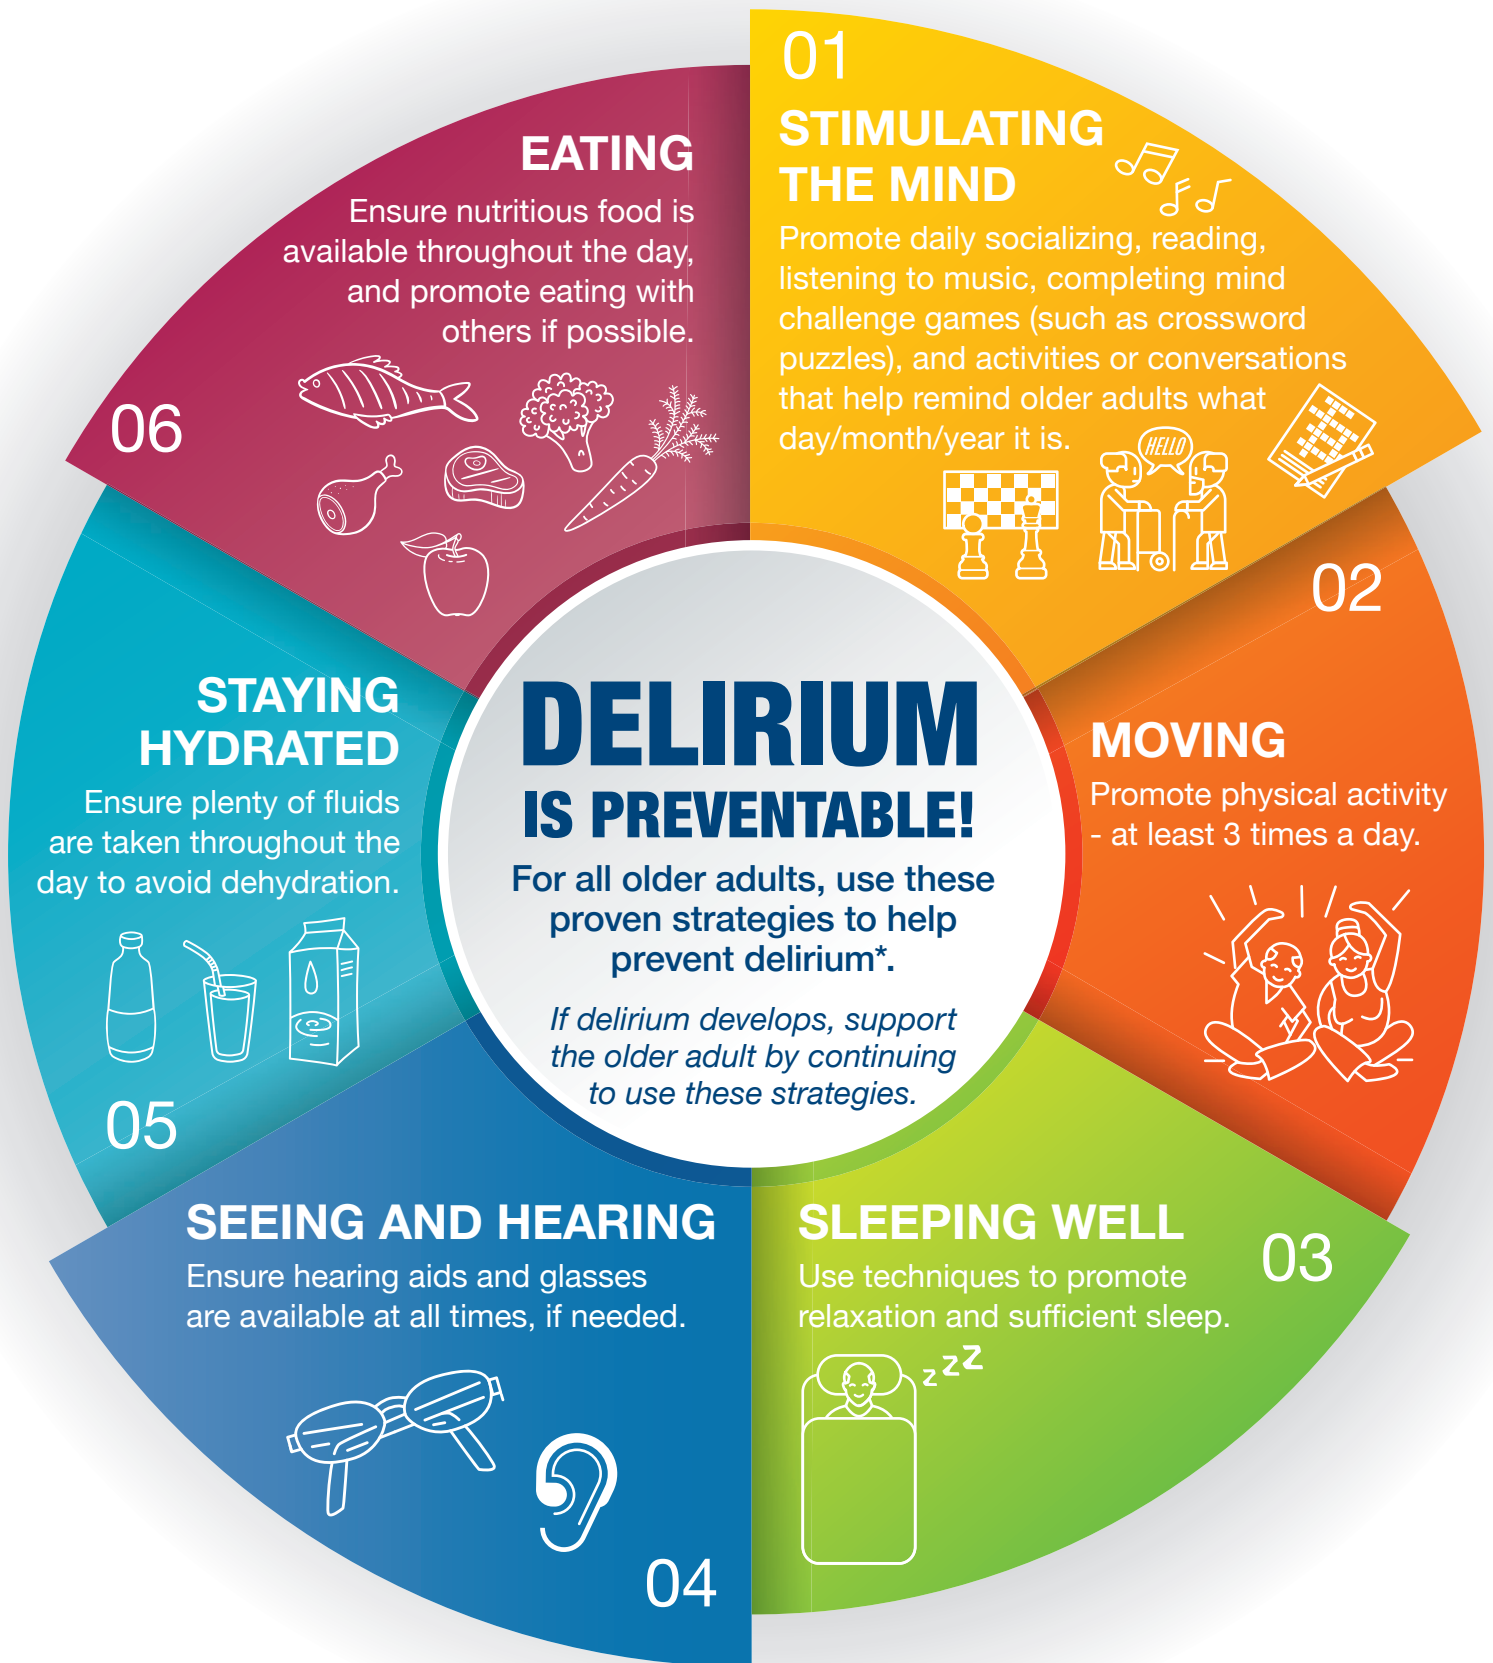 DELIRIUM
IS PREVENTABLE!
For all older adults, use these
proven strategies to help
prevent delirium*.
If delirium develops, support
the older adult by continuing
to use these strategies.
01
STIMULATING
THE MIND
Promote daily socializing, reading,
listening to music, completing mind
challenge games (such as crossword
puzzles), and activities or conversations
that help remind older adults what
day/month/year it is.
HELLO
02
MOVING
Promote physical activity
- at least 3 times a day.
03
SLEEPING WELL
Use techniques to promote
relaxation and sufficient sleep.
z z z
04
SEEING AND HEARING
Ensure hearing aids and glasses
are available at all times, if needed.
05
STAYING
HYDRATED
Ensure plenty of fluids
are taken throughout the
day to avoid dehydration.
06
EATING
Ensure nutritious food is
available throughout the day,
and promote eating with
others if possible.